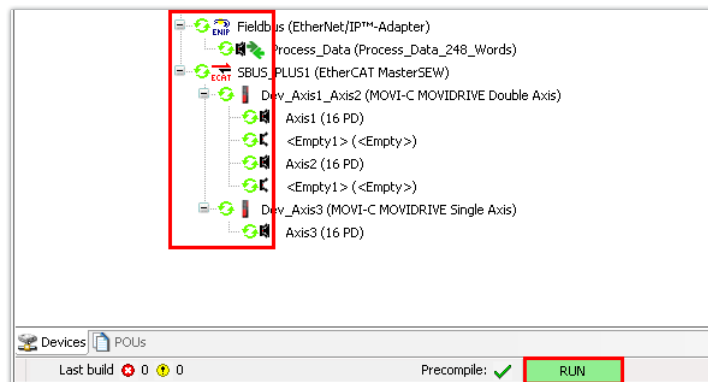 ENIP Fieldbus (EtherNet/IP™-Adapter)
Process_Data (Process_Data_248_Words)
ECAT SBUS_PLUS1 (EtherCAT MasterSEW)
Dev_Axis1_Axis2 (MOVI-C MOVIDRIVE Double Axis)
Axis1 (16 PD)
<Empty1> (<Empty>)
Axis2 (16 PD)
<Empty1> (<Empty>)
Dev_Axis3 (MOVI-C MOVIDRIVE Single Axis)
Axis3 (16 PD)
Devices POUs
Last build 0 0 Precompile: RUN